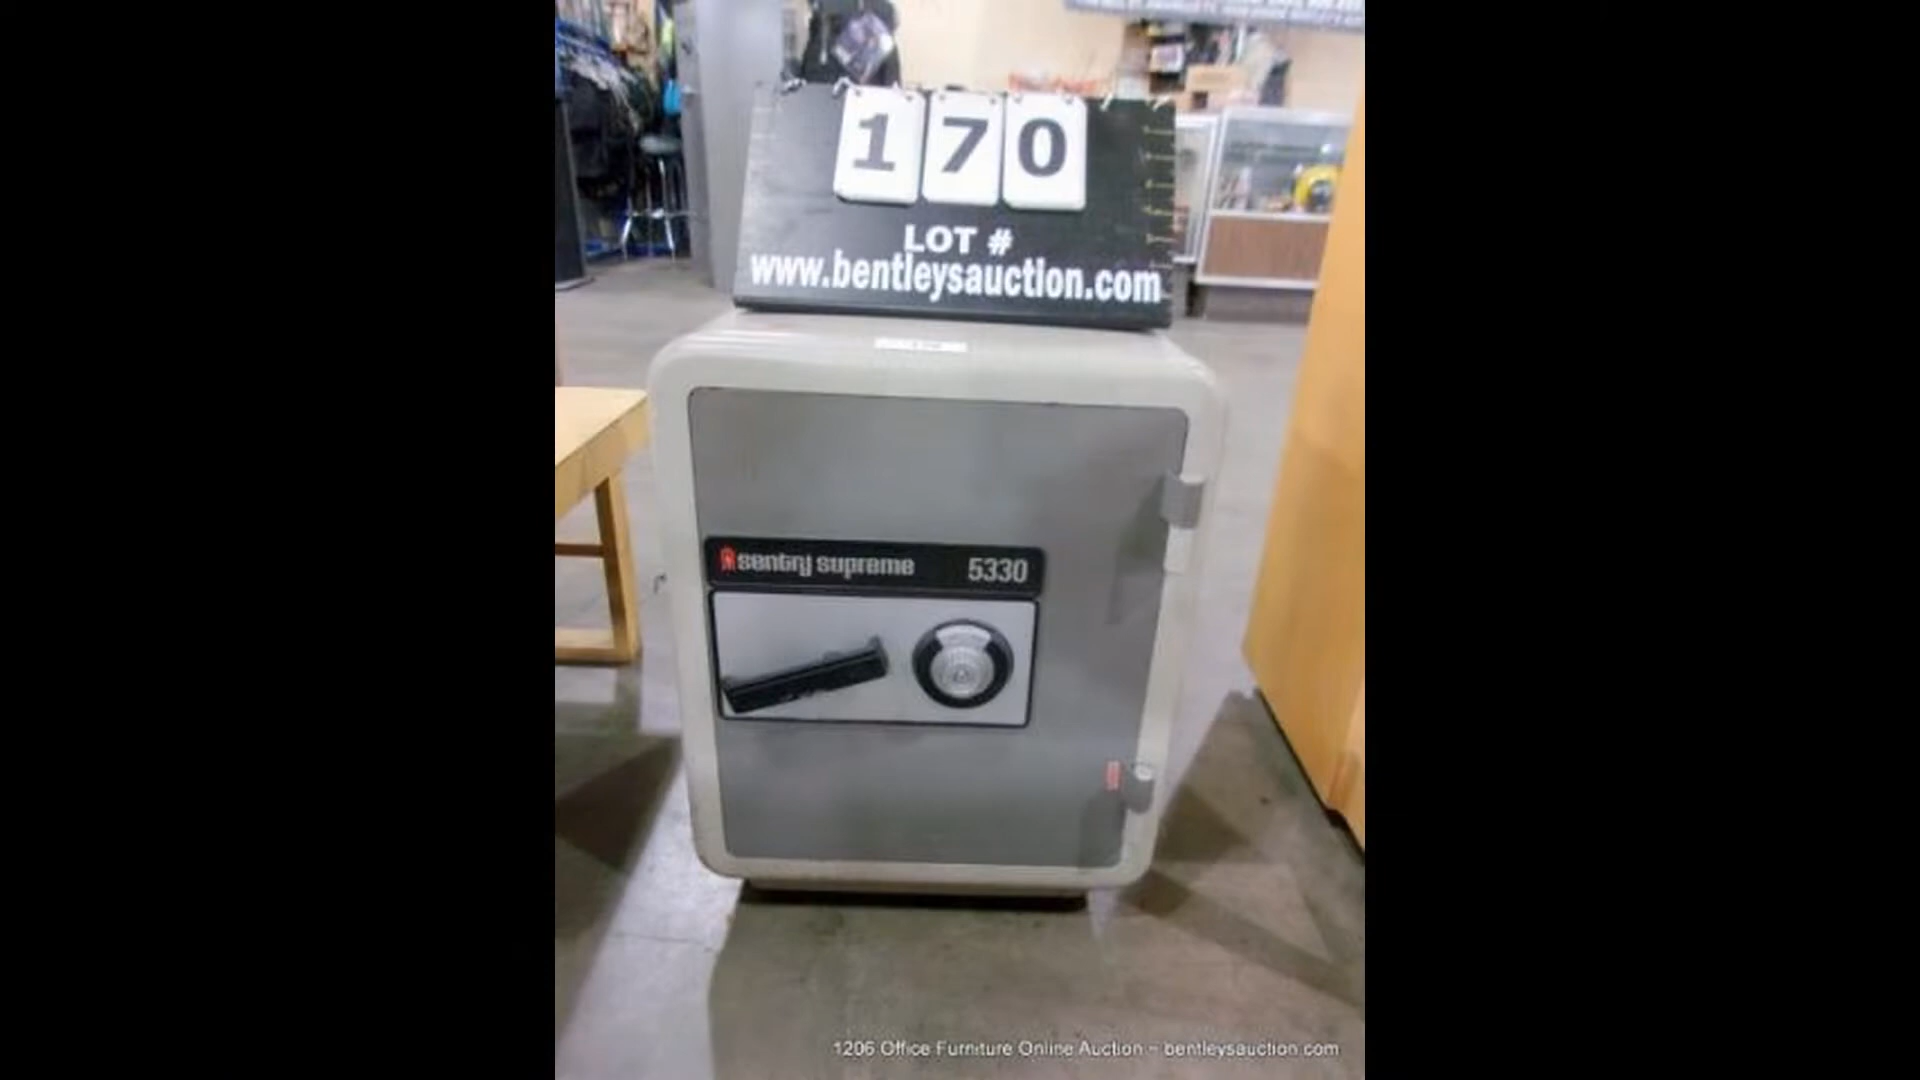 170
LOT #
www.bentleysauction.com
sentry supreme 5330
1206 Office Furniture Online Auction ~ bentleysauction.com